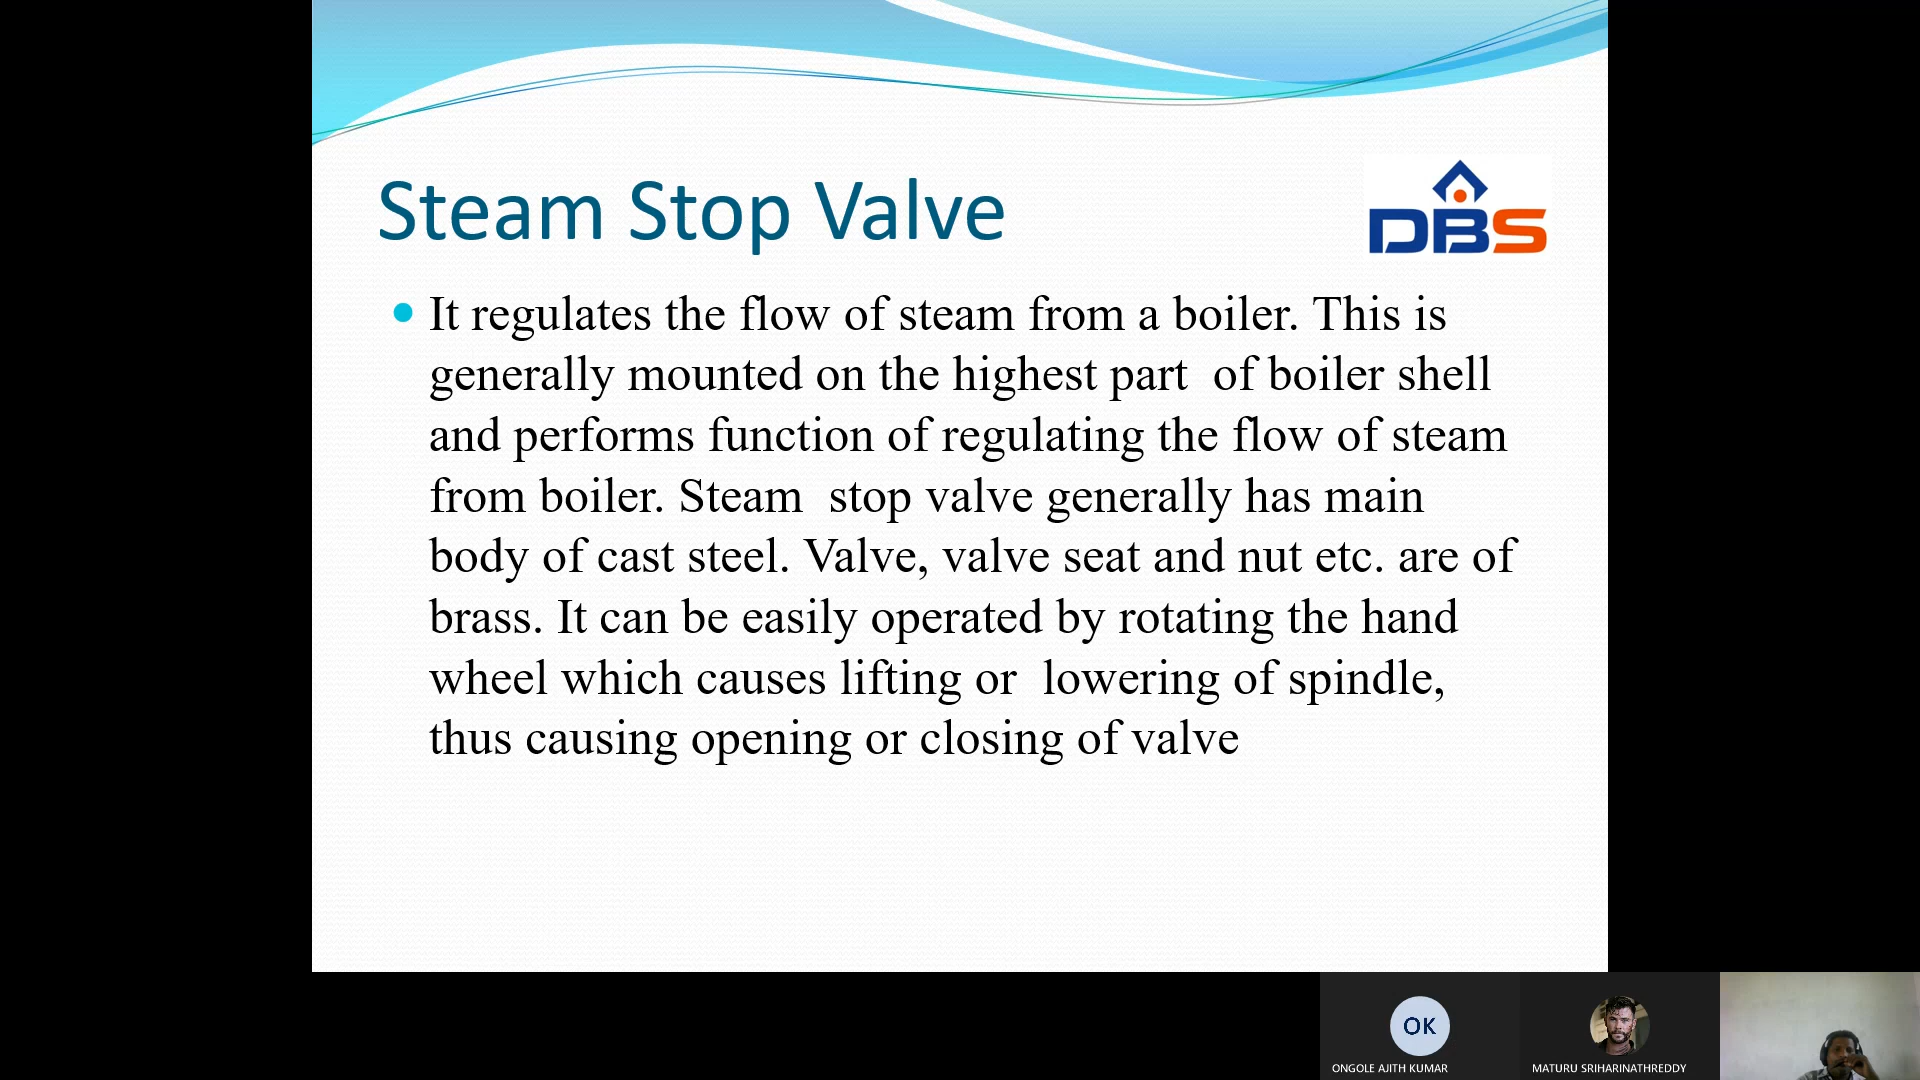 Steam Stop Valve
DBS
It regulates the flow of steam from a boiler. This is
generally mounted on the highest part  of boiler shell
and performs function of regulating the flow of steam
from boiler. Steam  stop valve generally has main
body of cast steel. Valve, valve seat and nut etc. are of
brass. It can be easily operated by rotating the hand
wheel which causes lifting or  lowering of spindle,
thus causing opening or closing of valve
OK
ONGOLE AJITH KUMAR
MATURU SRIHARINATHREDDY